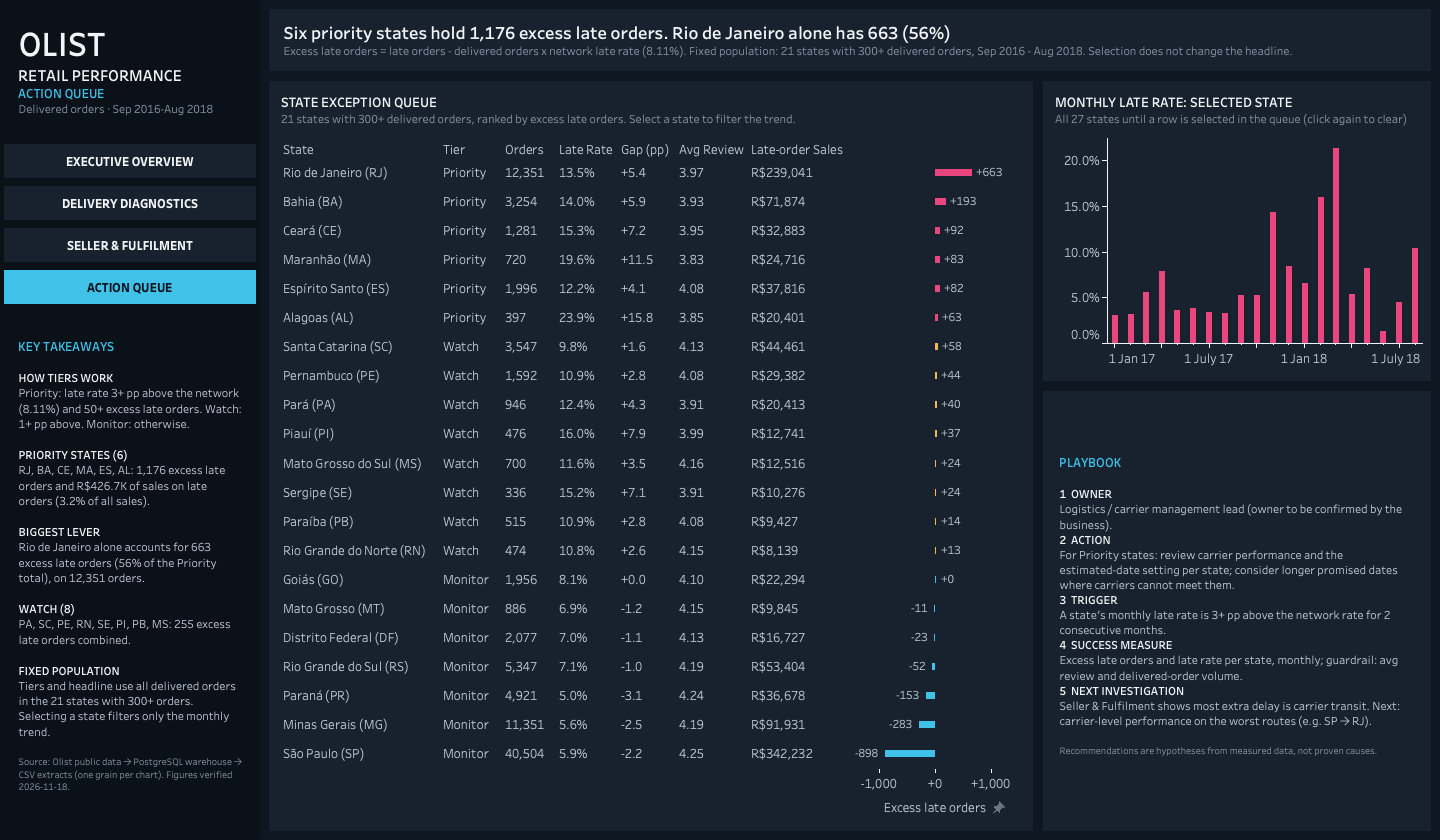 OLIST
RETAIL PERFORMANCE
ACTION QUEUE
Delivered orders · Sep 2016-Aug 2018
EXECUTIVE OVERVIEW
DELIVERY DIAGNOSTICS
SELLER & FULFILMENT
ACTION QUEUE
KEY TAKEAWAYS
HOW TIERS WORK
Priority: late rate 3+ pp above the network
(8.11%) and 50+ excess late orders. Watch:
1+ pp above. Monitor: otherwise.
PRIORITY STATES (6)
RJ, BA, CE, MA, ES, AL: 1,176 excess late
orders and R$426.7K of sales on late
orders (3.2% of all sales).
BIGGEST LEVER
Rio de Janeiro alone accounts for 663
excess late orders (56% of the Priority
total), on 12,351 orders.
WATCH (8)
PA, SC, PE, RN, SE, PI, PB, MS: 255 excess
late orders combined.
FIXED POPULATION
Tiers and headline use all delivered orders
in the 21 states with 300+ orders.
Selecting a state filters only the monthly
trend.
Source: Olist public data → PostgreSQL warehouse →
CSV extracts (one grain per chart). Figures verified
2026-11-18.
Six priority states hold 1,176 excess late orders. Rio de Janeiro alone has 663 (56%)
Excess late orders = late orders - delivered orders x network late rate (8.11%). Fixed population: 21 states with 300+ delivered orders, Sep 2016 - Aug 2018. Selection does not change the headline.
STATE EXCEPTION QUEUE
21 states with 300+ delivered orders, ranked by excess late orders. Select a state to filter the trend.
State Tier Orders Late Rate Gap (pp) Avg Review Late-order Sales
Rio de Janeiro (RJ) Priority 12,351 13.5% +5.4 3.97 R$239,041 +663
Bahia (BA) Priority 3,254 14.0% +5.9 3.93 R$71,874 +193
Ceará (CE) Priority 1,281 15.3% +7.2 3.95 R$32,883 +92
Maranhão (MA) Priority 720 19.6% +11.5 3.83 R$24,716 +83
Espírito Santo (ES) Priority 1,996 12.2% +4.1 4.08 R$37,816 +82
Alagoas (AL) Priority 397 23.9% +15.8 3.85 R$20,401 +63
Santa Catarina (SC) Watch 3,547 9.8% +1.6 4.13 R$44,461 +58
Pernambuco (PE) Watch 1,592 10.9% +2.8 4.08 R$29,382 +44
Pará (PA) Watch 946 12.4% +4.3 3.91 R$20,413 +40
Piauí (PI) Watch 476 16.0% +7.9 3.99 R$12,741 +37
Mato Grosso do Sul (MS) Watch 700 11.6% +3.5 4.16 R$12,516 +24
Sergipe (SE) Watch 336 15.2% +7.1 3.91 R$10,276 +24
Paraíba (PB) Watch 515 10.9% +2.8 4.08 R$9,427 +14
Rio Grande do Norte (RN) Watch 474 10.8% +2.6 4.15 R$8,139 +13
Goiás (GO) Monitor 1,956 8.1% +0.0 4.10 R$22,294 +0
Mato Grosso (MT) Monitor 886 6.9% -1.2 4.15 R$9,845 -11
Distrito Federal (DF) Monitor 2,077 7.0% -1.1 4.13 R$16,727 -23
Rio Grande do Sul (RS) Monitor 5,347 7.1% -1.0 4.19 R$53,404 -52
Paraná (PR) Monitor 4,921 5.0% -3.1 4.24 R$36,678 -153
Minas Gerais (MG) Monitor 11,351 5.6% -2.5 4.19 R$91,931 -283
São Paulo (SP) Monitor 40,504 5.9% -2.2 4.25 R$342,232 -898
-1,000 +0 +1,000
Excess late orders
MONTHLY LATE RATE: SELECTED STATE
All 27 states until a row is selected in the queue (click again to clear)
20.0%
15.0%
10.0%
5.0%
0.0%
1 Jan 17 1 July 17 1 Jan 18 1 July 18
PLAYBOOK
1 OWNER
Logistics / carrier management lead (owner to be confirmed by the
business).
2 ACTION
For Priority states: review carrier performance and the
estimated-date setting per state; consider longer promised dates
where carriers cannot meet them.
3 TRIGGER
A state's monthly late rate is 3+ pp above the network rate for 2
consecutive months.
4 SUCCESS MEASURE
Excess late orders and late rate per state, monthly; guardrail: avg
review and delivered-order volume.
5 NEXT INVESTIGATION
Seller & Fulfilment shows most extra delay is carrier transit. Next:
carrier-level performance on the worst routes (e.g. SP → RJ).
Recommendations are hypotheses from measured data, not proven causes.